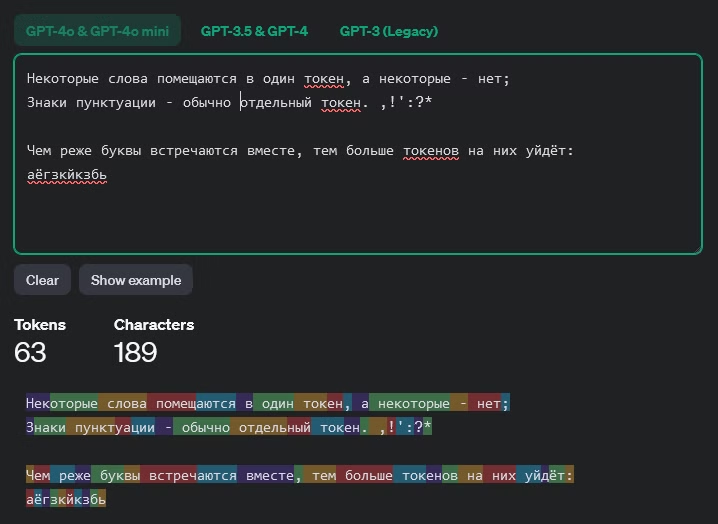 GPT-4o & GPT-4o mini GPT-3.5 & GPT-4 GPT-3 (Legacy)
Некоторые слова помещаются в один токен, а некоторые - нет;
Знаки пунктуации - обычно отдельный токен. ,!':?*
Чем реже буквы встречаются вместе, тем больше токенов на них уйдёт:
аёгзкйкзбь
Clear Show example
Tokens Characters
63 189
Некоторые слова помещаются в один токен, а некоторые - нет;
Знаки пунктуации - обычно отдельный токен. ,!':?*
Чем реже буквы встречаются вместе, тем больше токенов на них уйдёт:
аёгзкйкзбь